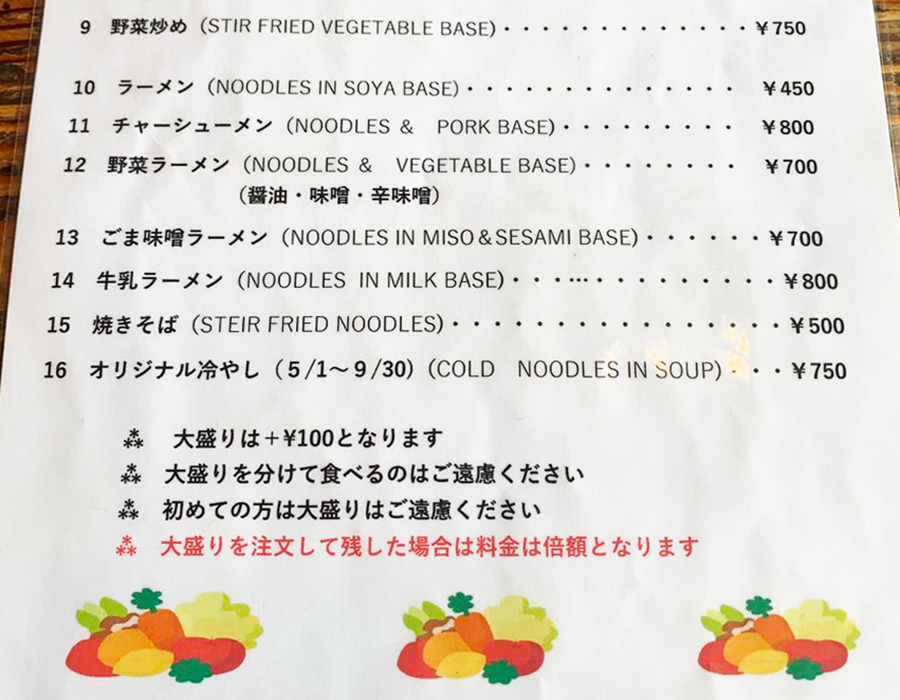 9 野菜炒め（STIR FRIED VEGETABLE BASE）・・・・・・・・・・・・・￥750
10 ラーメン（NOODLES IN SOYA BASE）・・・・・・・・・・・・・・ ￥450
11 チャーシューメン（NOODLES ＆ PORK BASE）・・・・・・・・・ ￥800
12 野菜ラーメン（NOODLES ＆ VEGETABLE BASE）・・・・・・・・ ￥700
（醤油・味噌・辛味噌）
13 ごま味噌ラーメン（NOODLES IN MISO＆SESAMI BASE）・・・・・・￥700
14 牛乳ラーメン（NOODLES IN MILK BASE）・・・…・・・・・・・・・￥800
15 焼きそば（STEIR FRIED NOODLES）・・・・・・・・・・・・・・・￥500
16 オリジナル冷やし（５/1～９/30）（COLD NOODLES IN SOUP）・・・￥750
⁂ 大盛りは＋¥100となります
⁂ 大盛りを分けて食べるのはご遠慮ください
⁂ 初めての方は大盛りはご遠慮ください
⁂ 大盛りを注文して残した場合は料金は倍額となります